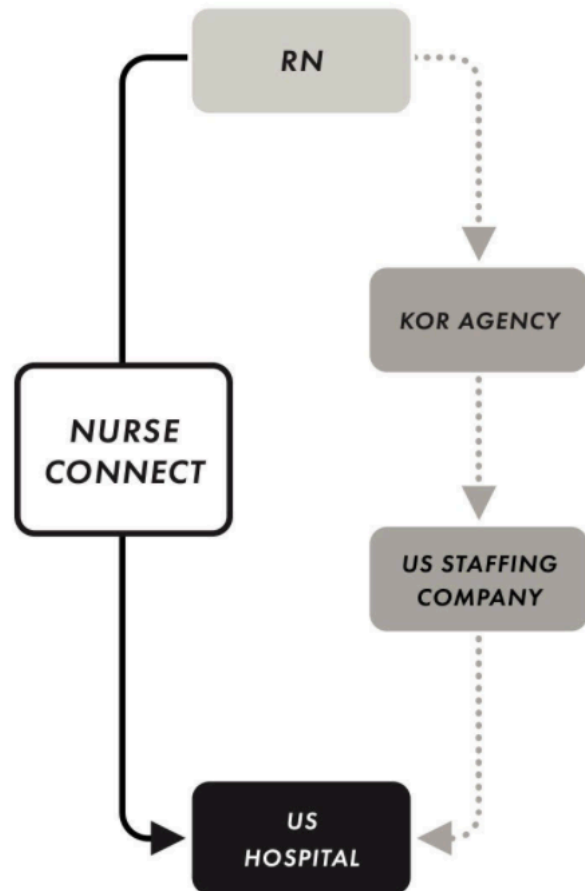 RN
KOR AGENCY
NURSE
CONNECT
US STAFFING
COMPANY
US
HOSPITAL